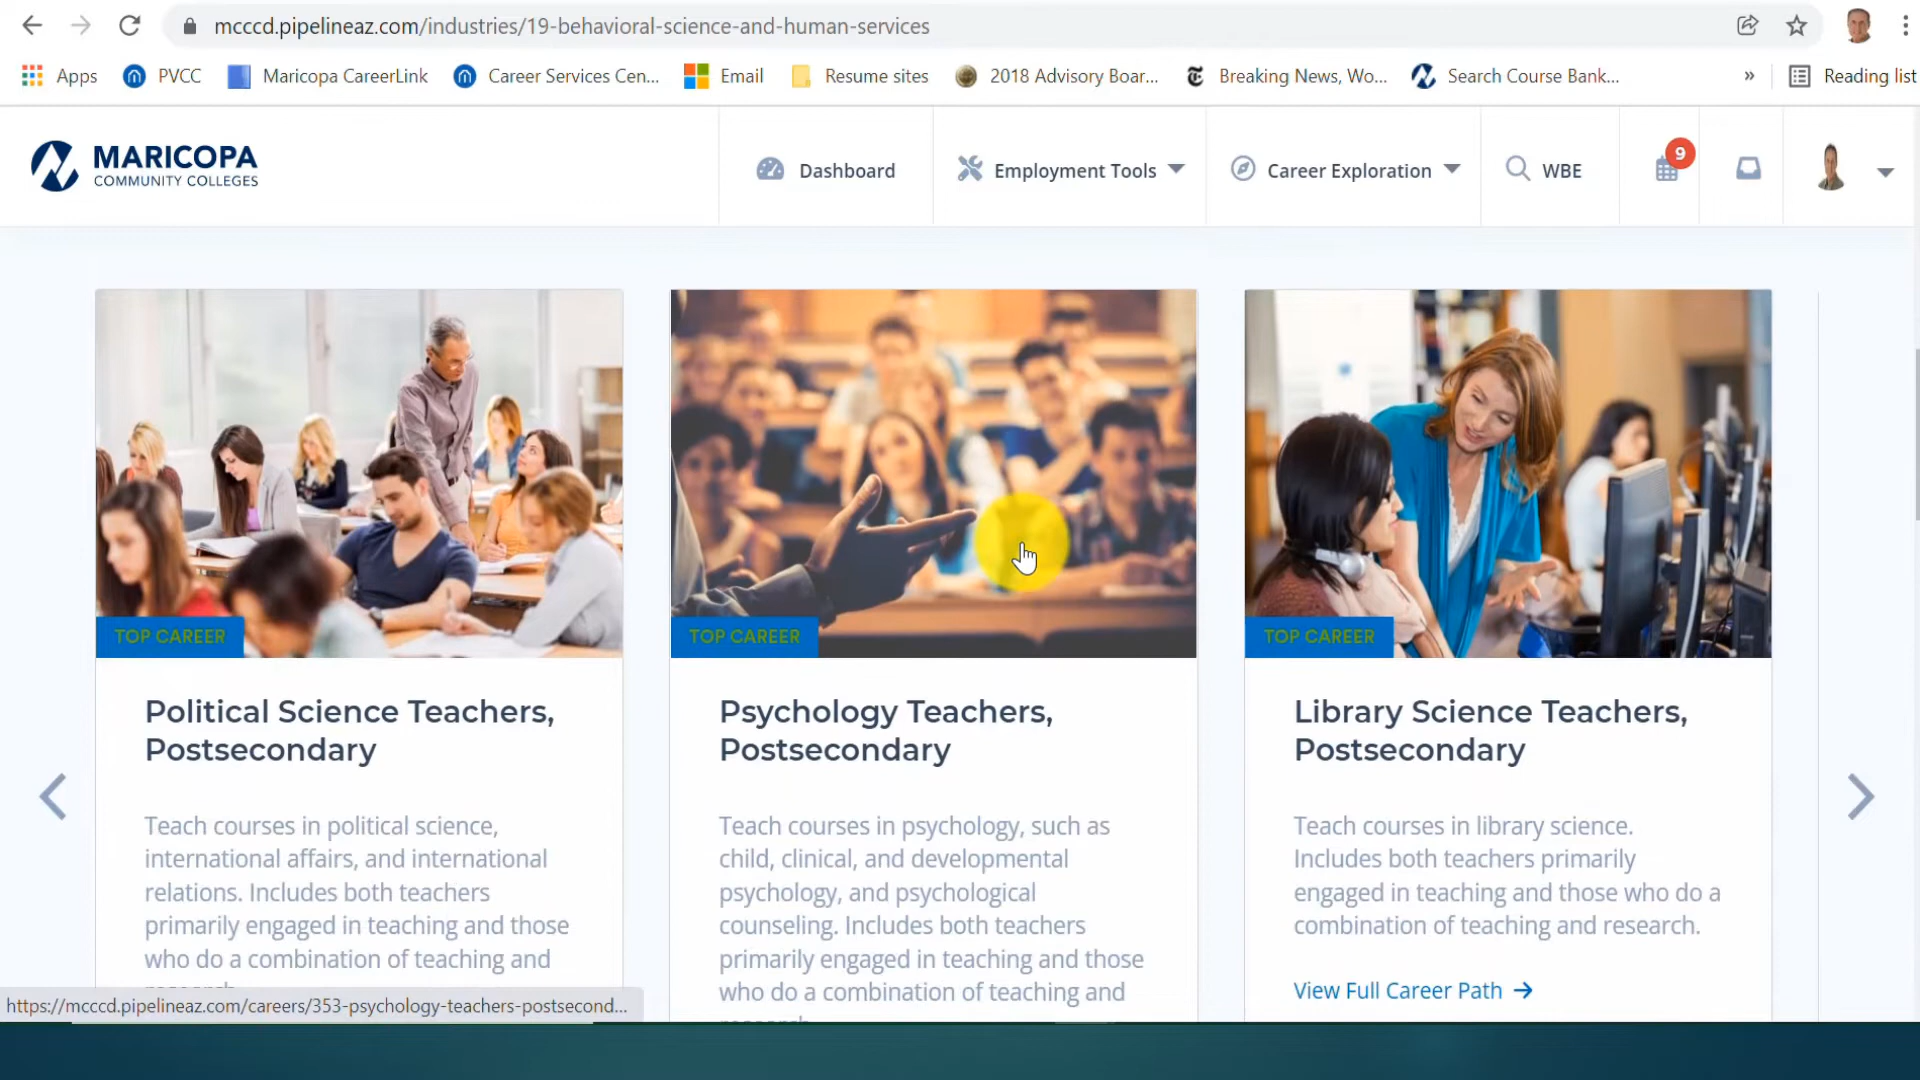 mcccd.pipelineaz.com/industries/19-behavioral-science-and-human-services
Apps
PVCC
Maricopa CareerLink
Career Services Cen...
Email
Resume sites
2018 Advisory Boar...
Breaking News, Wo...
Search Course Bank...
»
Reading list
MARICOPA
COMMUNITY COLLEGES
Dashboard
Employment Tools
Career Exploration
WBE
9
TOP CAREER
Political Science Teachers,
Postsecondary
Teach courses in political science,
international affairs, and international
relations. Includes both teachers
primarily engaged in teaching and those
who do a combination of teaching and
TOP CAREER
Psychology Teachers,
Postsecondary
Teach courses in psychology, such as
child, clinical, and developmental
psychology, and psychological
counseling. Includes both teachers
primarily engaged in teaching and those
who do a combination of teaching and
TOP CAREER
Library Science Teachers,
Postsecondary
Teach courses in library science.
Includes both teachers primarily
engaged in teaching and those who do a
combination of teaching and research.
View Full Career Path
https://mcccd.pipelineaz.com/careers/353-psychology-teachers-postsecond...